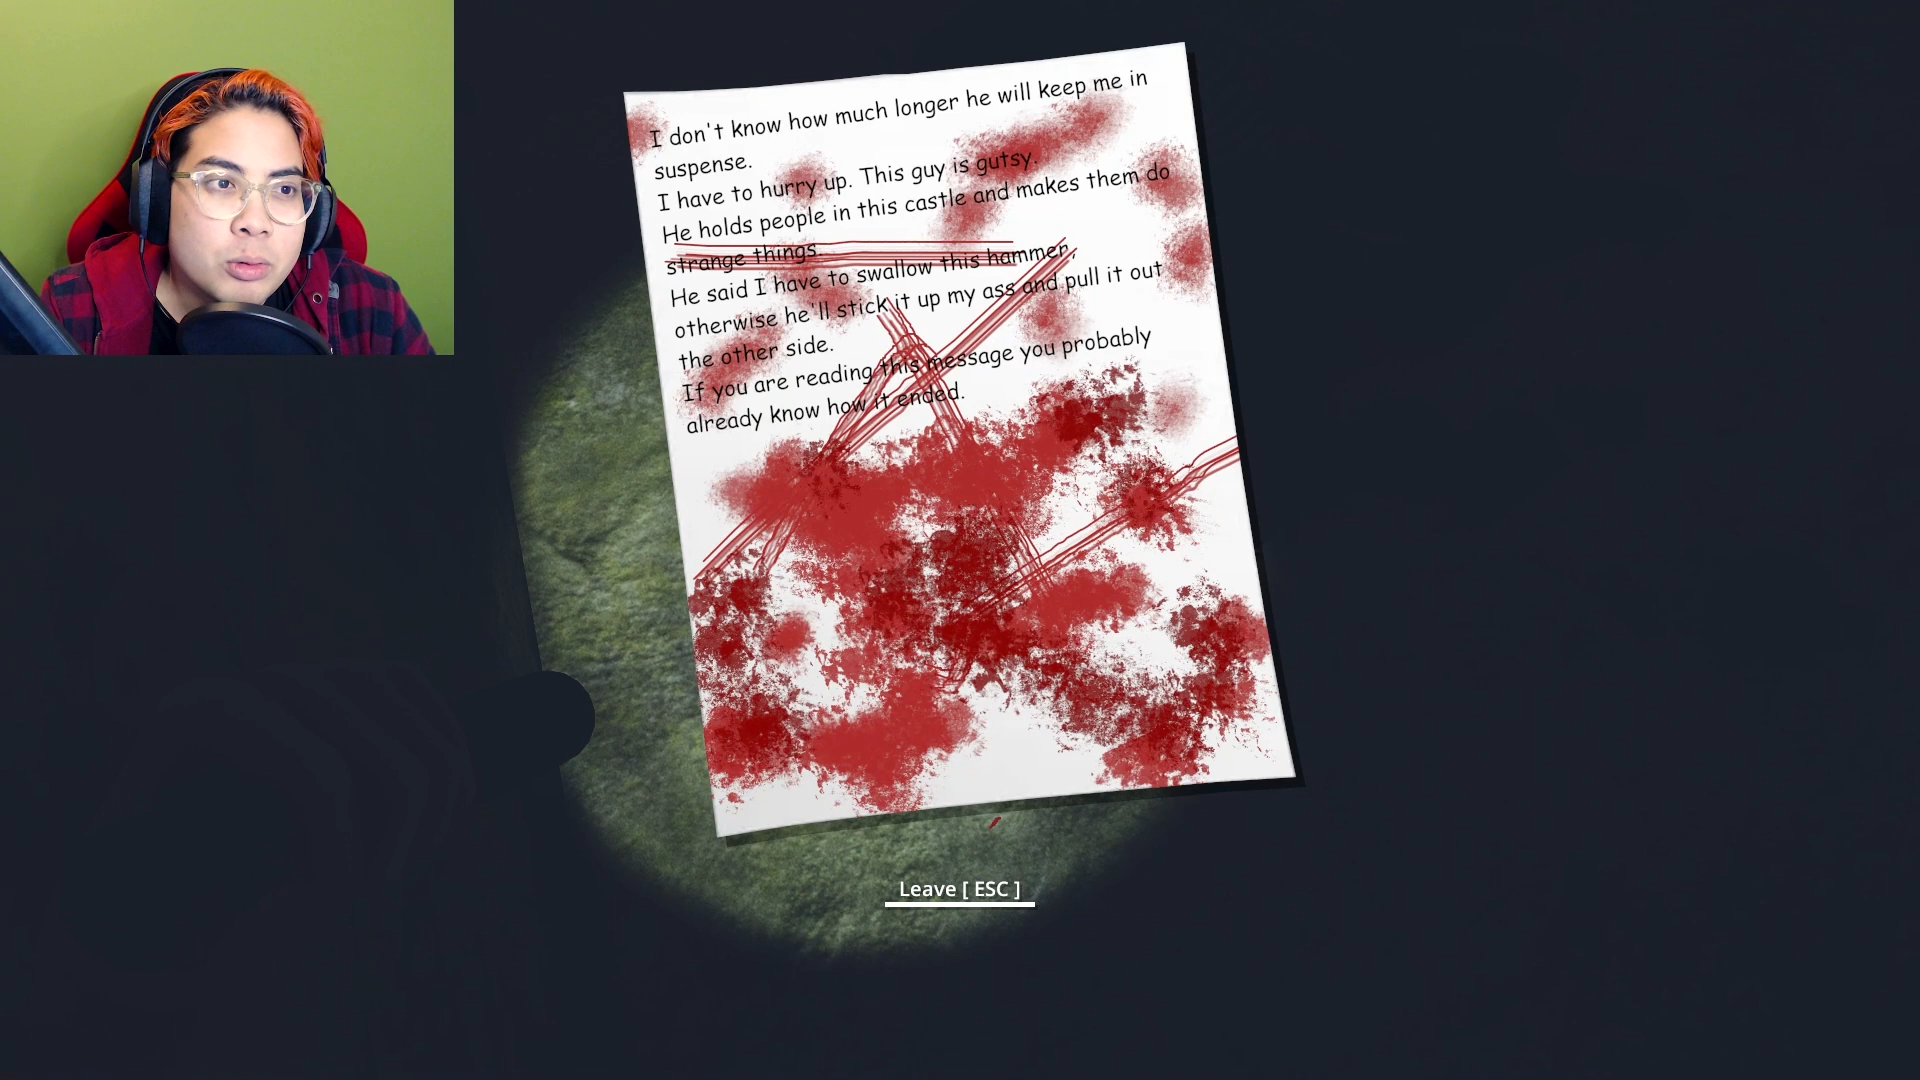 I don't know how much longer he will keep me in
suspense.
I have to hurry up. This guy is gutsy.
He holds people in this castle and makes them do
strange things.
He said I have to swallow this hammer,
otherwise he'll stick it up my ass and pull it out
the other side.
If you are reading this message you probably
already know how it ended.
Leave [ ESC ]